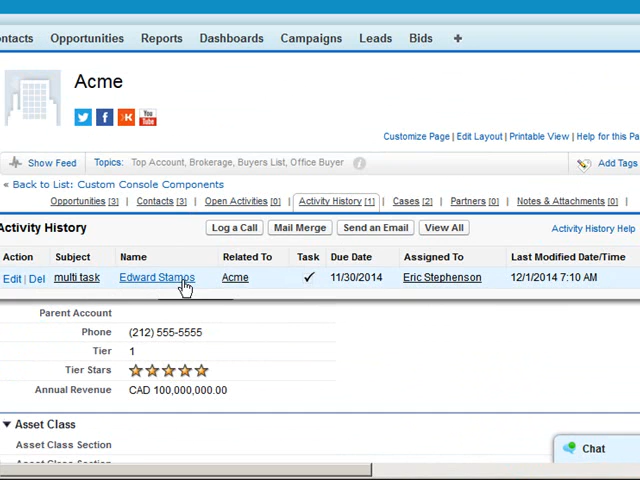 ontacts Opportunities Reports Dashboards Campaigns Leads Bids +
Acme
You Tube
Customize Page | Edit Layout | Printable View | Help for this Pa
Show Feed Topics: Top Account, Brokerage, Buyers List, Office Buyer i Add Tags
« Back to List: Custom Console Components
Opportunities [3] | Contacts [3] | Open Activities [0] | Activity History [1] | Cases [2] | Partners [0] | Notes & Attachments [0] |
Activity History Log a Call Mail Merge Send an Email View All Activity History Help
Action Subject Name Related To Task Due Date Assigned To Last Modified Date/Time
Edit | Del multi task Edward Stamos Acme ✓ 11/30/2014 Eric Stephenson 12/1/2014 7:10 AM
Parent Account
Phone (212) 555-5555
Tier 1
Tier Stars
Annual Revenue CAD 100,000,000.00
Asset Class
Asset Class Section
Asset Class Section
Chat